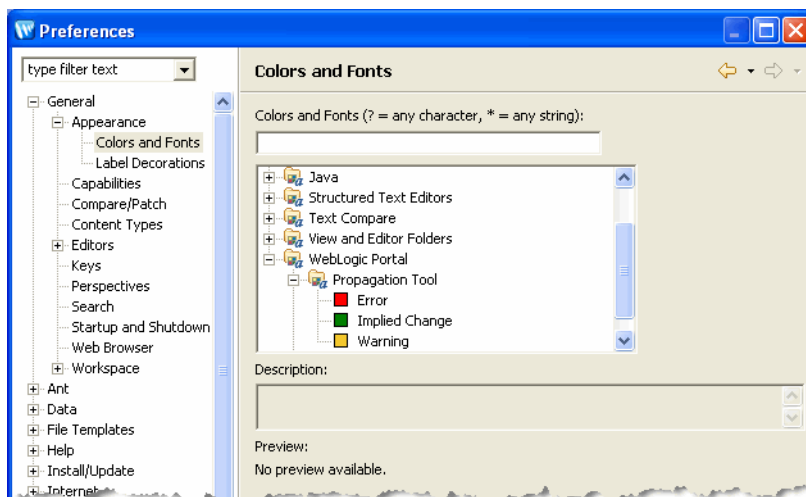 Preferences
type filter text
General
Appearance
Colors and Fonts
Label Decorations
Capabilities
Compare/Patch
Content Types
Editors
Keys
Perspectives
Search
Startup and Shutdown
Web Browser
Workspace
Ant
Data
File Templates
Help
Install/Update
Internet
Colors and Fonts
Colors and Fonts (? = any character, * = any string):
Java
Structured Text Editors
Text Compare
View and Editor Folders
WebLogic Portal
Propagation Tool
Error
Implied Change
Warning
Description:
Preview:
No preview available.